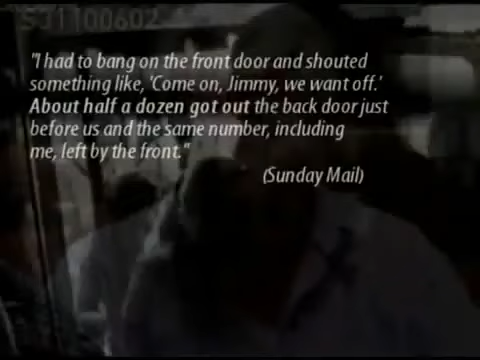 S31100602
"I had to bang on the front door and shouted
something like, 'Come on, Jimmy, we want off.'
About half a dozen got out the back door just
before us and the same number, including
me, left by the front."
(Sunday Mail)